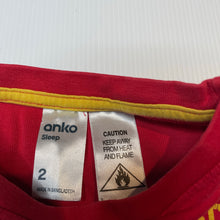 anko
Sleep
2
MADE IN BANGLADESH
CAUTION
KEEP AWAY
FROM HEAT
AND FLAME